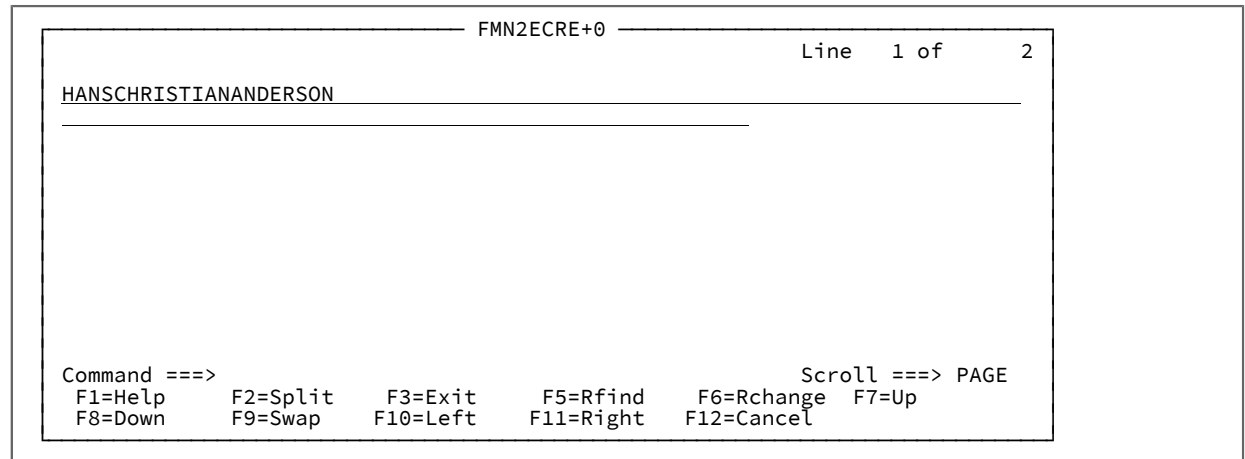 FMN2ECRE+0
Line 1 of 2
HANSCHRISTIANANDERSON
Command ===> Scroll ===> PAGE
F1=Help F2=Split F3=Exit F5=Rfind F6=Rchange F7=Up
F8=Down F9=Swap F10=Left F11=Right F12=Cancel